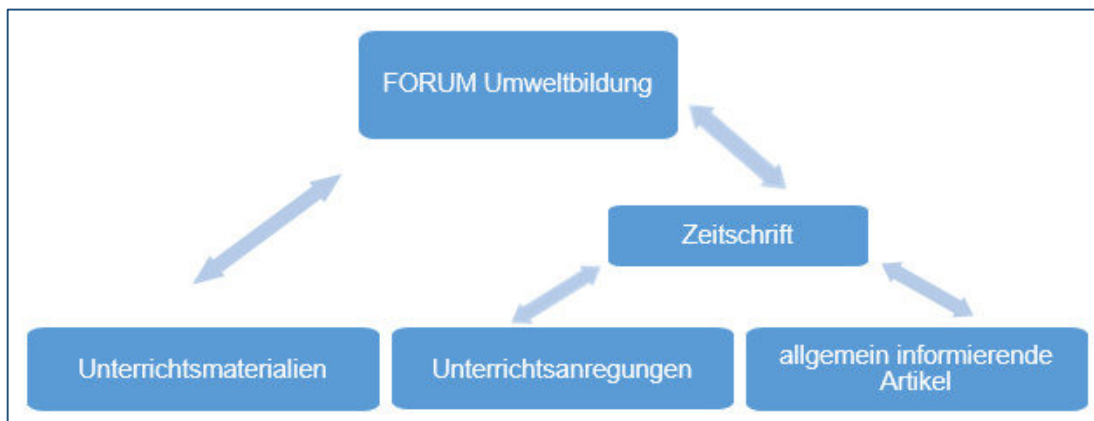 FORUM Umweltbildung
Zeitschrift
Unterrichtsmaterialien
Unterrichtsanregungen
allgemein informierende
Artikel